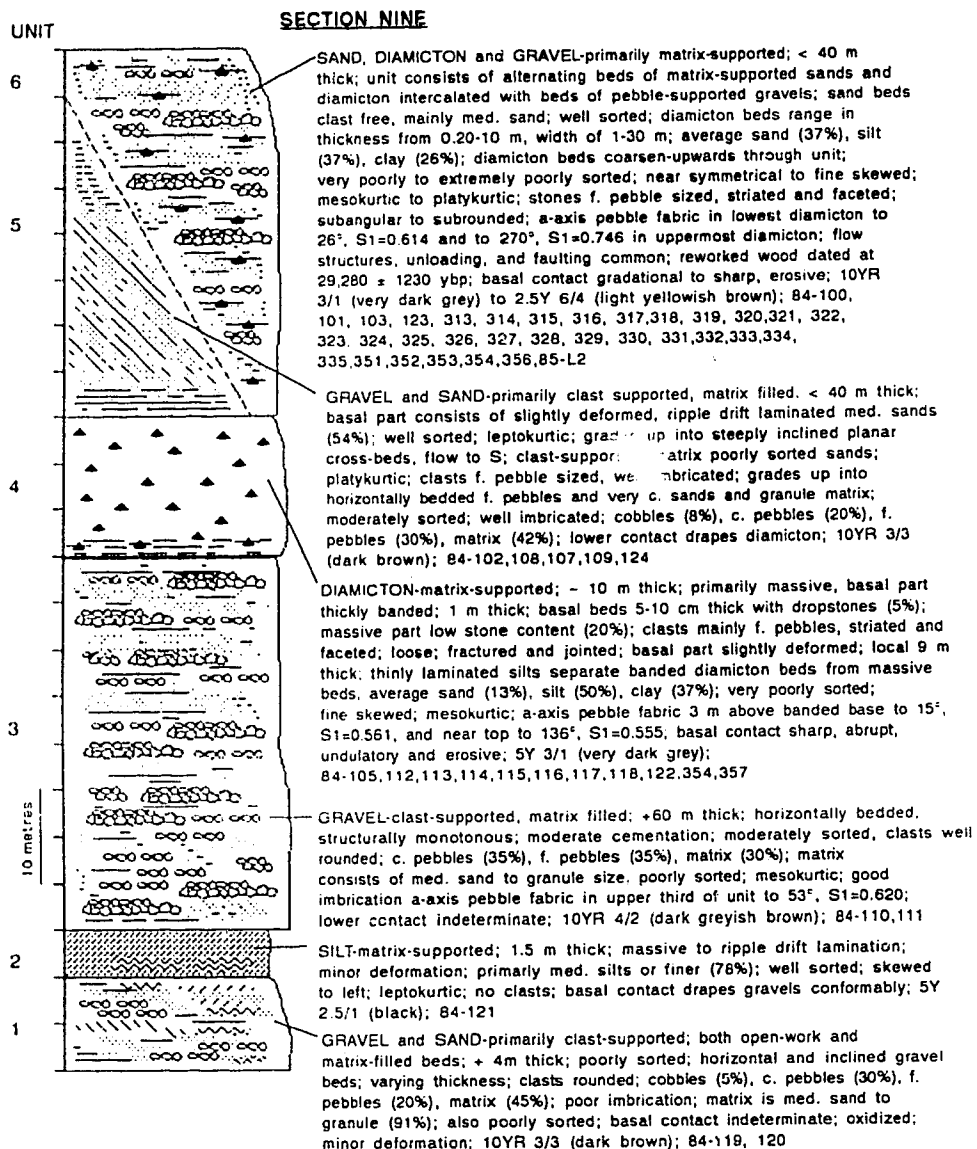 SECTION NINE
UNIT
6
SAND, DIAMICTON and GRAVEL-primarily matrix-supported; < 40 m
thick; unit consists of alternating beds of matrix-supported sands and
diamicton intercalated with beds of pebble-supported gravels; sand beds
clast free, mainly med. sand; well sorted; diamicton beds range in
thickness from 0.20-10 m, width of 1-30 m; average sand (37%), silt
(37%), clay (26%); diamicton beds coarsen-upwards through unit;
very poorly to extremely poorly sorted; near symmetrical to fine skewed;
mesokurtic to platykurtic; stones f. pebble sized, striated and faceted;
subangular to subrounded; a-axis pebble fabric in lowest diamicton to
26°, S1=0.614 and to 270°, S1=0.746 in uppermost diamicton; flow
structures, unloading, and faulting common; reworked wood dated at
29,280 ± 1230 ybp; basal contact gradational to sharp, erosive; 10YR
3/1 (very dark grey) to 2.5Y 6/4 (light yellowish brown); 84-100,
101, 103, 123, 313, 314, 315, 316, 317,318, 319, 320,321, 322,
323, 324, 325, 326, 327, 328, 329, 330, 331,332,333,334,
335,351,352,353,354,356,85-L2
5
GRAVEL and SAND-primarily clast supported, matrix filled. < 40 m thick;
basal part consists of slightly deformed, ripple drift laminated med. sands
(54%); well sorted; leptokurtic; up into steeply inclined planar
cross-beds, flow to S; poorly sorted sands;
platykurtic; clasts f. pebble sized, grades up into
horizontally bedded f. pebbles and very c. sands and granule matrix;
moderately sorted; well imbricated; cobbles (8%), c. pebbles (20%), f.
pebbles (30%), matrix (42%); lower contact drapes diamicton; 10YR 3/3
(dark brown); 84-102,108,107,109,124
4
DIAMICTON-matrix-supported; ~ 10 m thick; primarily massive, basal part
thickly banded; 1 m thick; basal beds 5-10 cm thick with dropstones (5%);
massive part low stone content (20%); clasts mainly f. pebbles, striated and
faceted; loose; fractured and jointed; basal part slightly deformed; local 9 m
thick; thinly laminated silts separate banded diamicton beds from massive
beds, average sand (13%), silt (50%), clay (37%); very poorly sorted;
fine skewed; mesokurtic; a-axis pebble fabric 3 m above banded base to 15°,
S1=0.561, and near top to 136°, S1=0.555; basal contact sharp, abrupt,
undulatory and erosive; 5Y 3/1 (very dark grey);
84-105,112,113,114,115,116,117,118,122,354,357
3
10 metres
GRAVEL-clast-supported, matrix filled; +60 m thick; horizontally bedded,
structurally monotonous; moderate cementation; moderately sorted, clasts well
rounded; c. pebbles (35%), f. pebbles (35%), matrix (30%); matrix
consists of med. sand to granule size, poorly sorted; mesokurtic; good
imbrication a-axis pebble fabric in upper third of unit to 53°, S1=0.620;
lower contact indeterminate; 10YR 4/2 (dark greyish brown); 84-110,111
2
SILT-matrix-supported; 1.5 m thick; massive to ripple drift lamination;
minor deformation; primarly med. silts or finer (78%); well sorted; skewed
to left; leptokurtic; no clasts; basal contact drapes gravels conformably; 5Y
2.5/1 (black); 84-121
1
GRAVEL and SAND-primarily clast-supported; both open-work and
matrix-filled beds; + 4m thick; poorly sorted; horizontal and inclined gravel
beds; varying thickness; clasts rounded; cobbles (5%), c. pebbles (30%), f.
pebbles (20%), matrix (45%); poor imbrication; matrix is med. sand to
granule (91%); also poorly sorted; basal contact indeterminate; oxidized;
minor deformation; 10YR 3/3 (dark brown); 84-119, 120